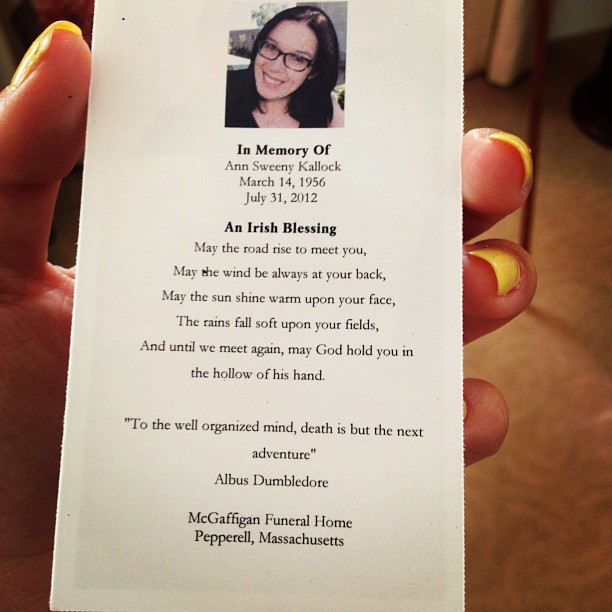 In Memory Of
Ann Sweeny Kallock
March 14, 1956
July 31, 2012
An Irish Blessing
May the road rise to meet you,
May the wind be always at your back,
May the sun shine warm upon your face,
The rains fall soft upon your fields,
And until we meet again, may God hold you in
the hollow of his hand.
"To the well organized mind, death is but the next
adventure"
Albus Dumbledore
McGaffigan Funeral Home
Pepperell, Massachusetts